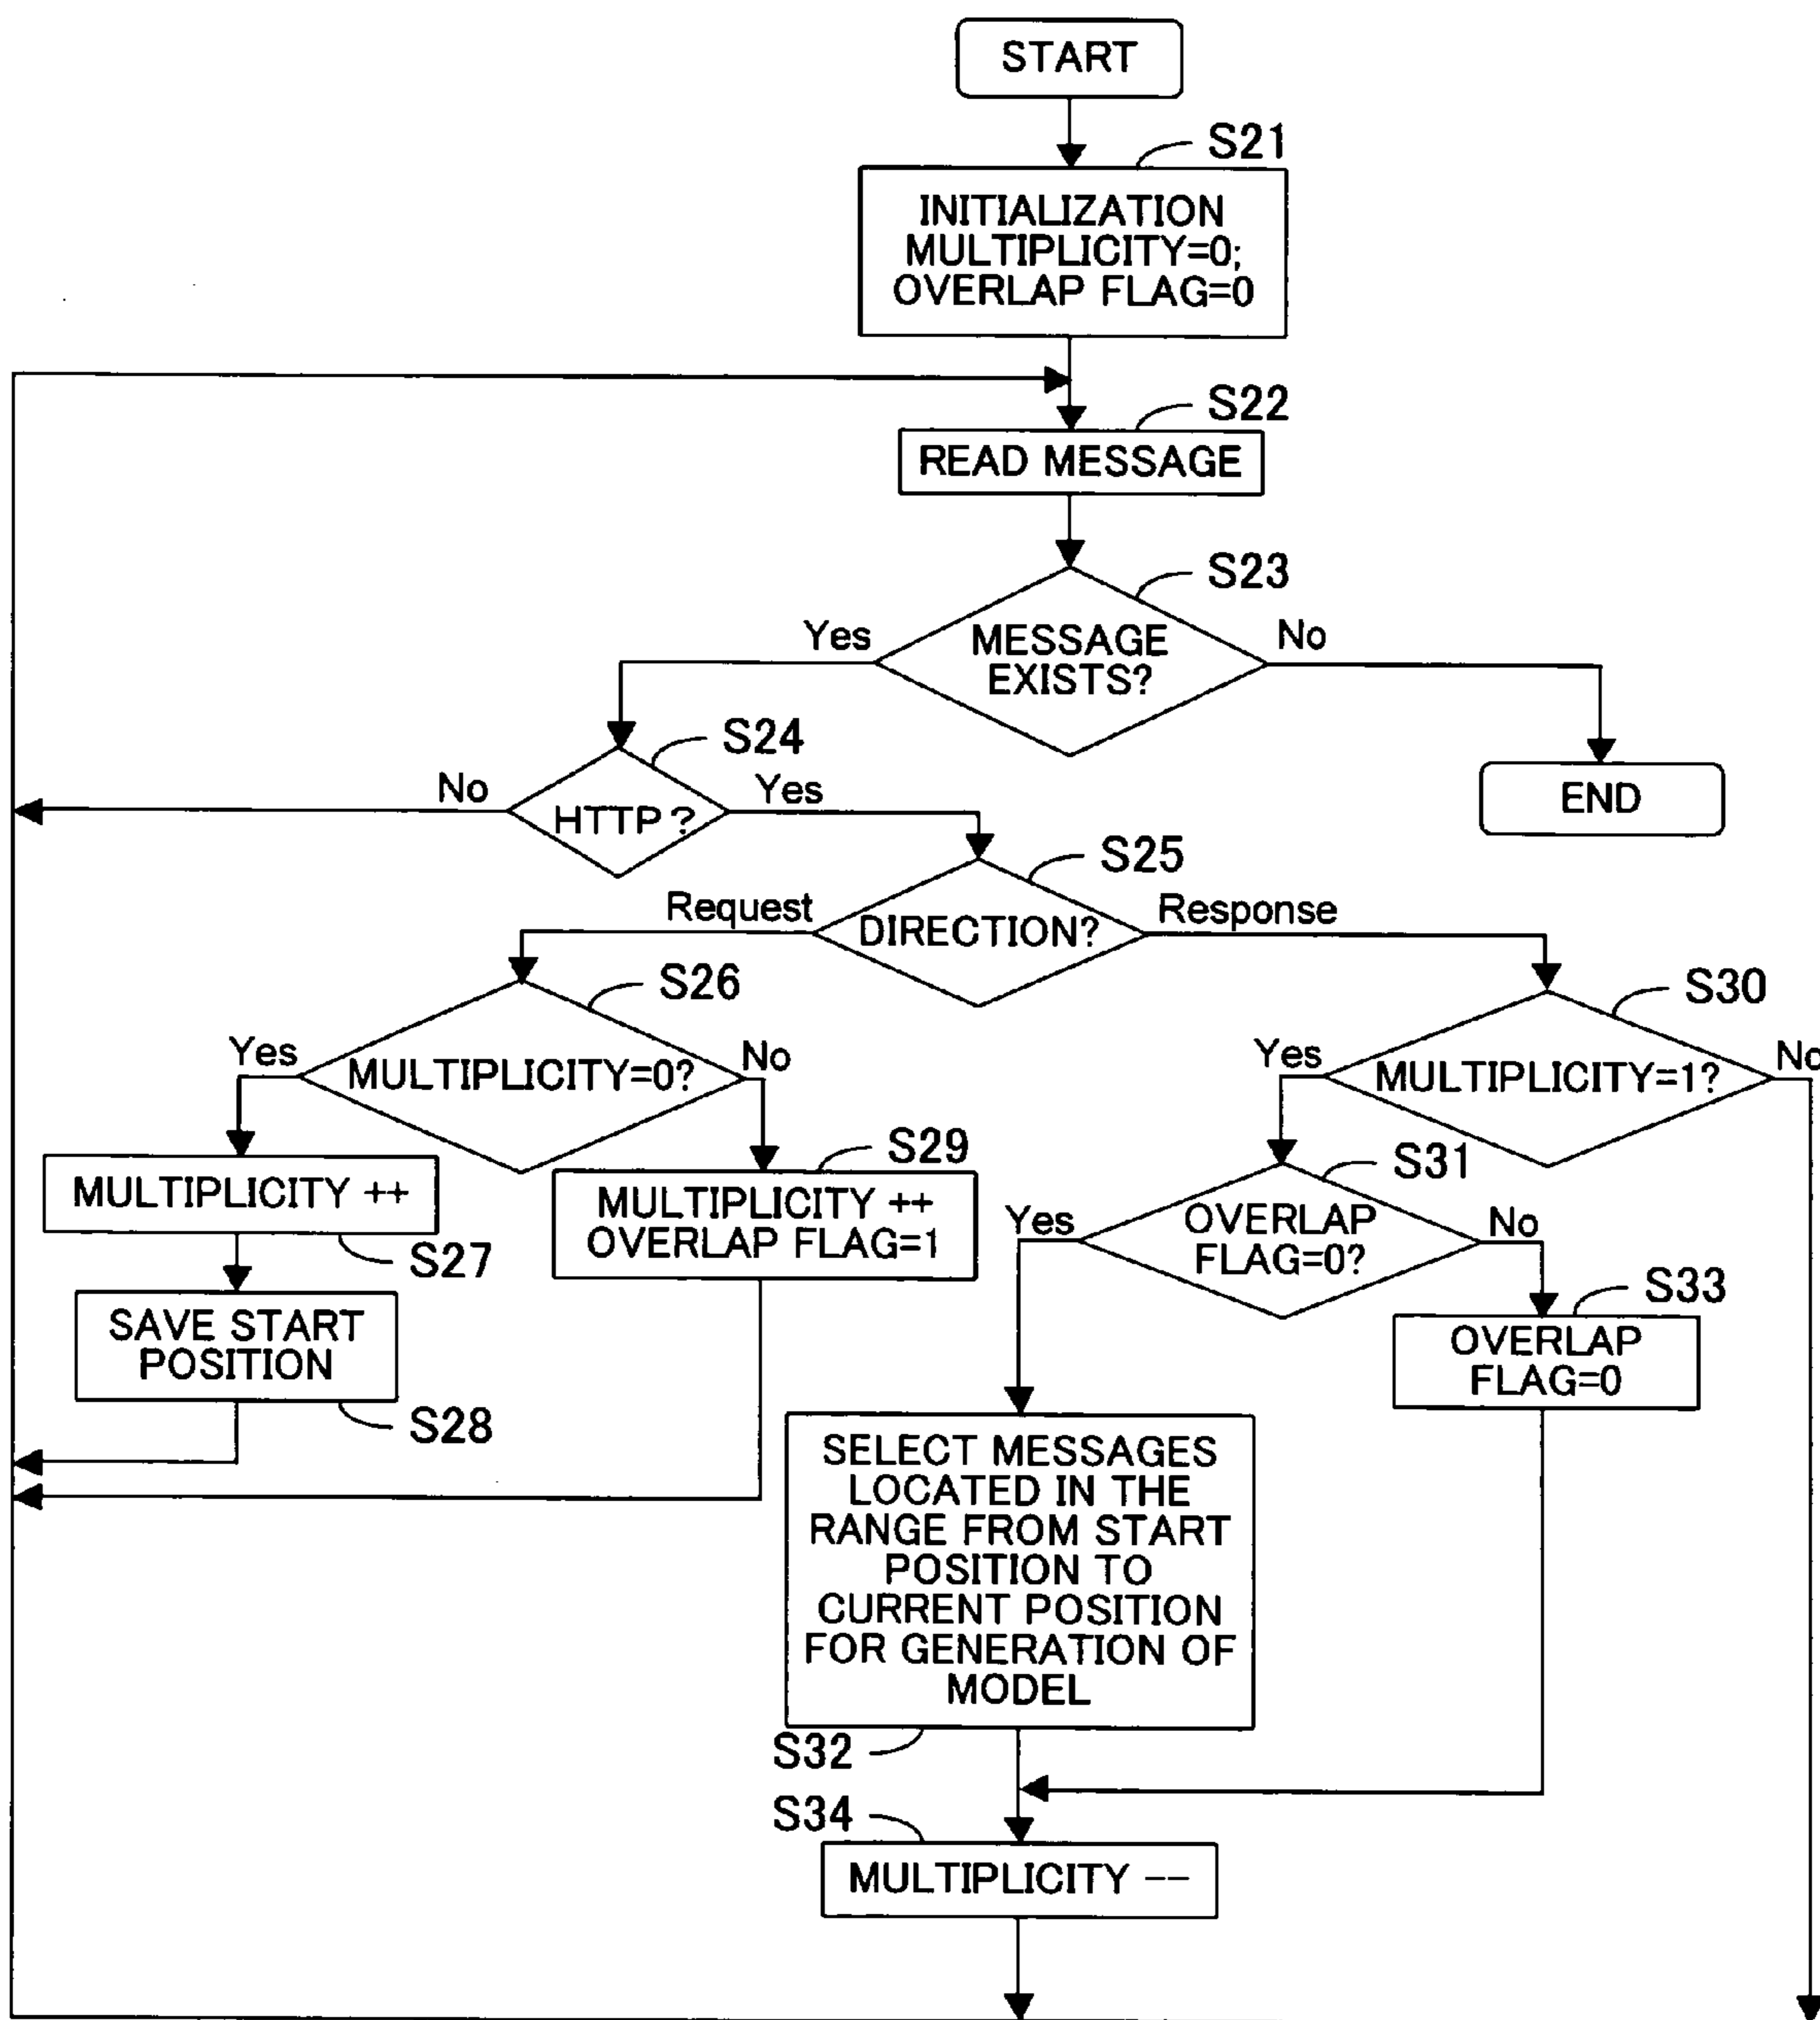 START
S21
INITIALIZATION
MULTIPLICITY=0;
OVERLAP FLAG=0
S22
READ MESSAGE
S23
MESSAGE
EXISTS?
Yes
No
S24
HTTP ?
No
Yes
END
S25
DIRECTION?
Request
Response
S26
MULTIPLICITY=0?
Yes
No
S30
MULTIPLICITY=1?
Yes
No
MULTIPLICITY ++
S27
SAVE START
POSITION
S28
S29
MULTIPLICITY ++
OVERLAP FLAG=1
S31
OVERLAP
FLAG=0?
Yes
No
S33
OVERLAP
FLAG=0
SELECT MESSAGES
LOCATED IN THE
RANGE FROM START
POSITION TO
CURRENT POSITION
FOR GENERATION OF
MODEL
S32
S34
MULTIPLICITY --